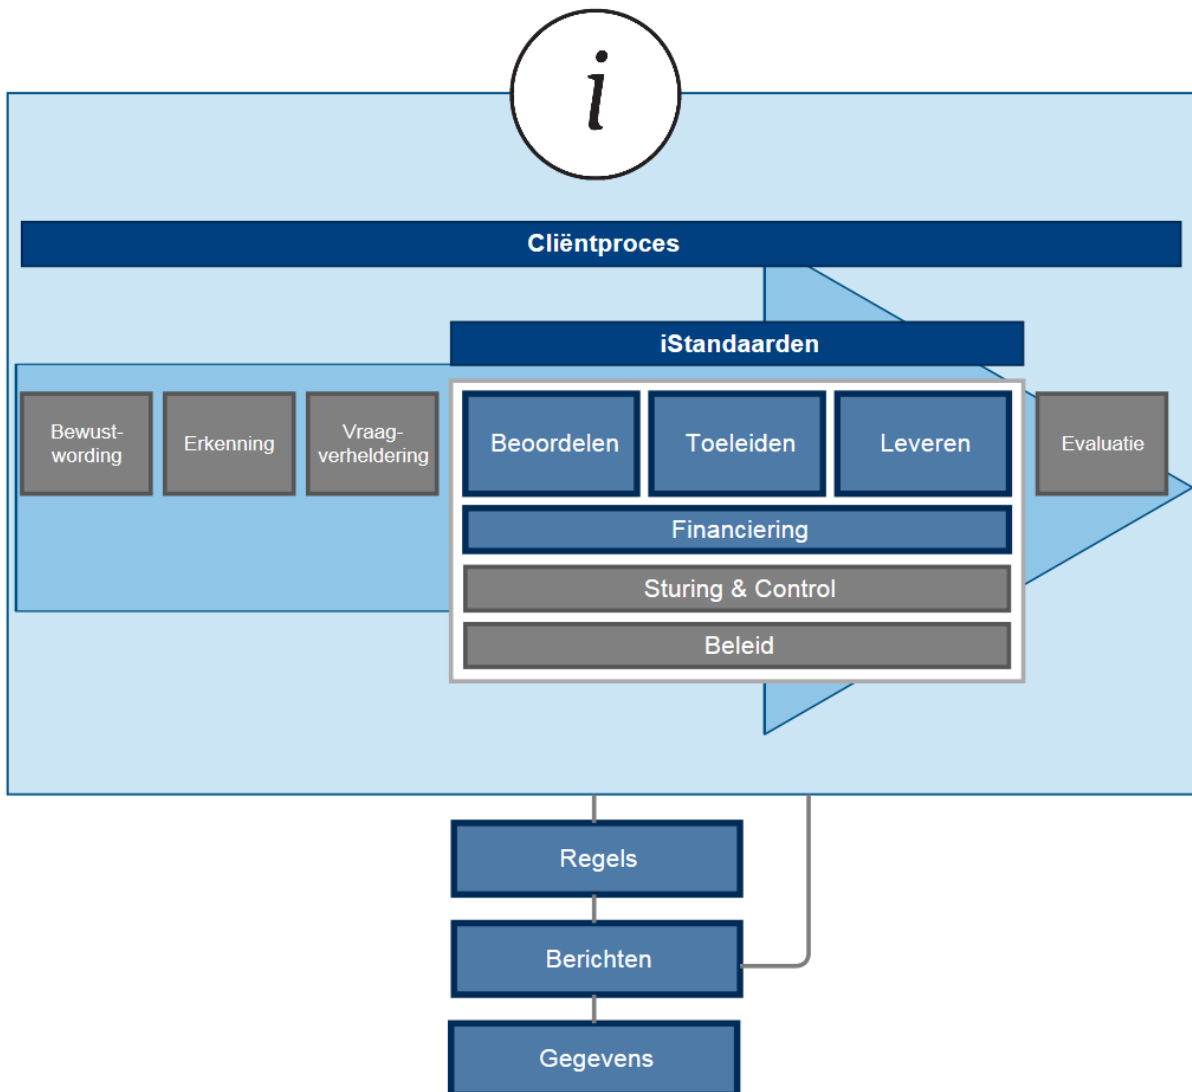 i
Cliëntproces
iStandaarden
Bewust-
wording
Erkenning
Vraag-
verheldering
Beoordelen
Toeleiden
Leveren
Evaluatie
Financiering
Sturing & Control
Beleid
Regels
Berichten
Gegevens